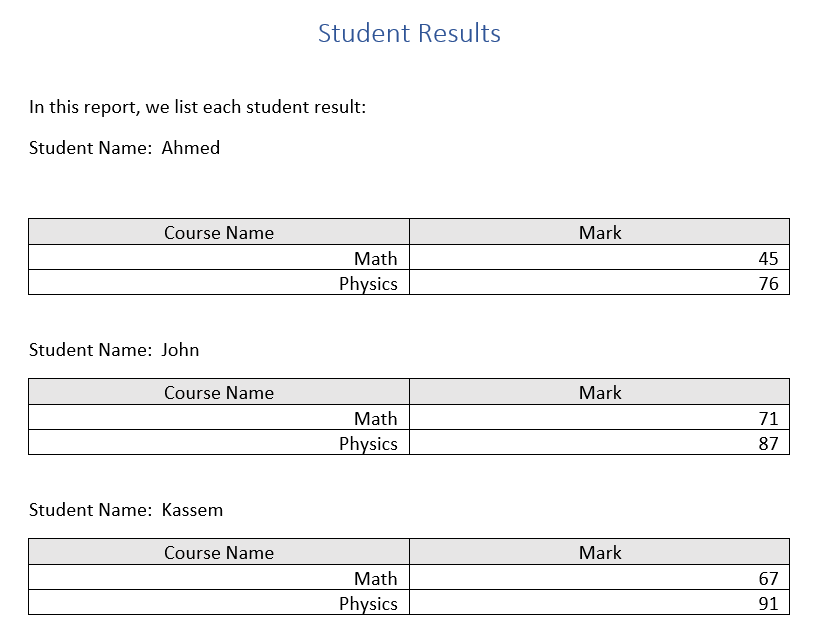 Student Results
In this report, we list each student result:
Student Name:  Ahmed
Course Name Mark
Math 45
Physics 76
Student Name:  John
Course Name Mark
Math 71
Physics 87
Student Name:  Kassem
Course Name Mark
Math 67
Physics 91